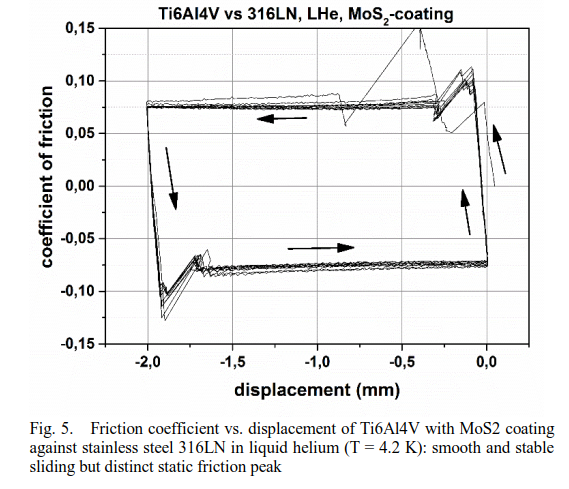 Ti6Al4V vs 316LN, LHe, MoS2-coating
0,15
0,10
0,05
0,00
-0,05
-0,10
-0,15
coefficient of friction
-2,0 -1,5 -1,0 -0,5 0,0
displacement (mm)
Fig. 5. Friction coefficient vs. displacement of Ti6Al4V with MoS2 coating
against stainless steel 316LN in liquid helium (T = 4.2 K): smooth and stable
sliding but distinct static friction peak